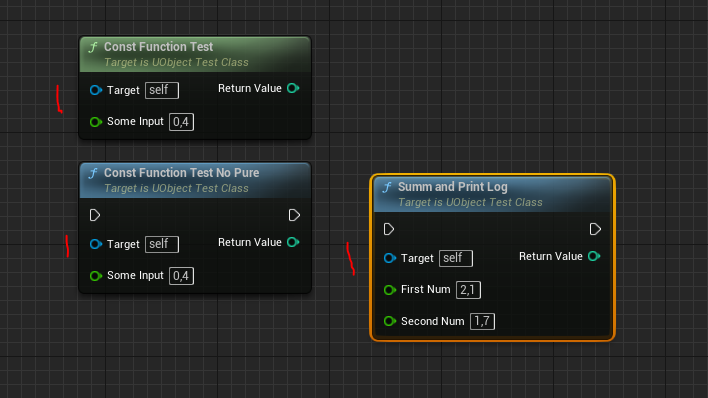 Const Function Test
Target is UObject Test Class
Target self Return Value
Some Input 0,4
Const Function Test No Pure
Target is UObject Test Class
Target self Return Value
Some Input 0,4
Summ and Print Log
Target is UObject Test Class
Target self Return Value
First Num 2,1
Second Num 1,7